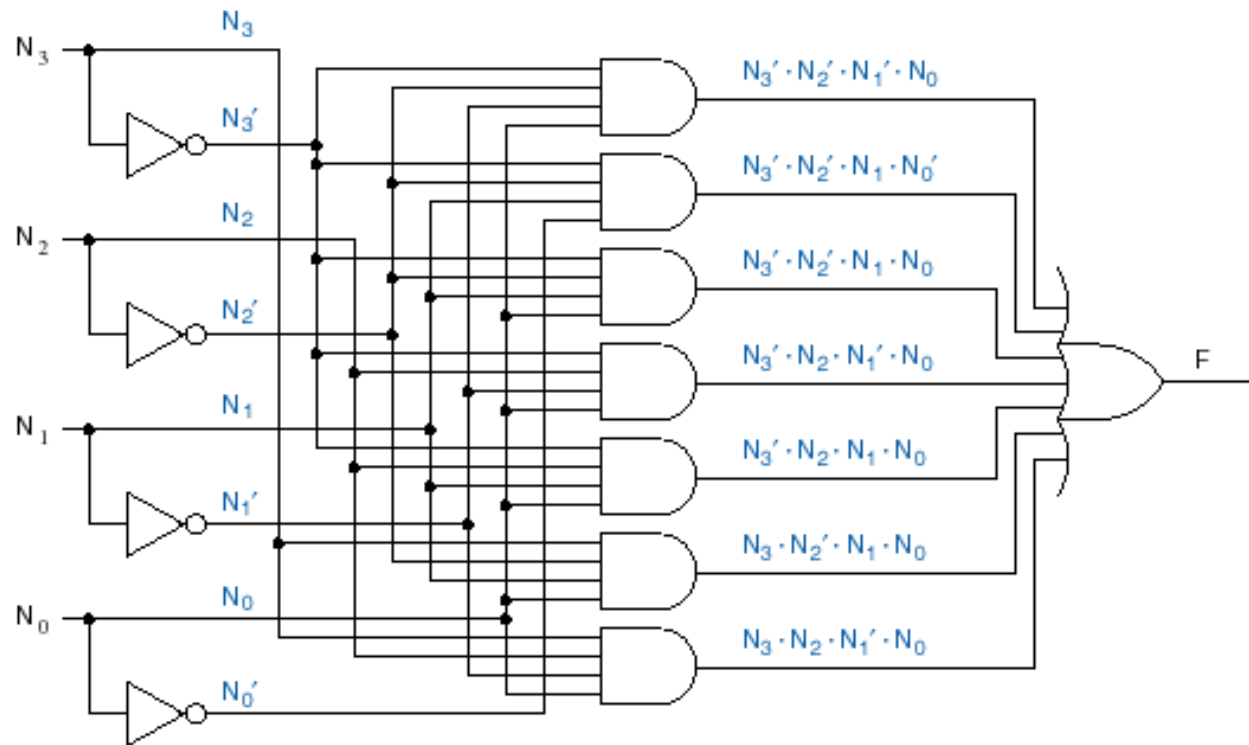 N₃
N₃
N₃′
N₂
N₂
N₂′
N₁
N₁
N₁′
N₀
N₀
N₀′
N₃′ · N₂′ · N₁′ · N₀
N₃′ · N₂′ · N₁ · N₀′
N₃′ · N₂′ · N₁ · N₀
N₃′ · N₂ · N₁′ · N₀
N₃′ · N₂ · N₁ · N₀
N₃ · N₂′ · N₁ · N₀
N₃ · N₂ · N₁′ · N₀
F